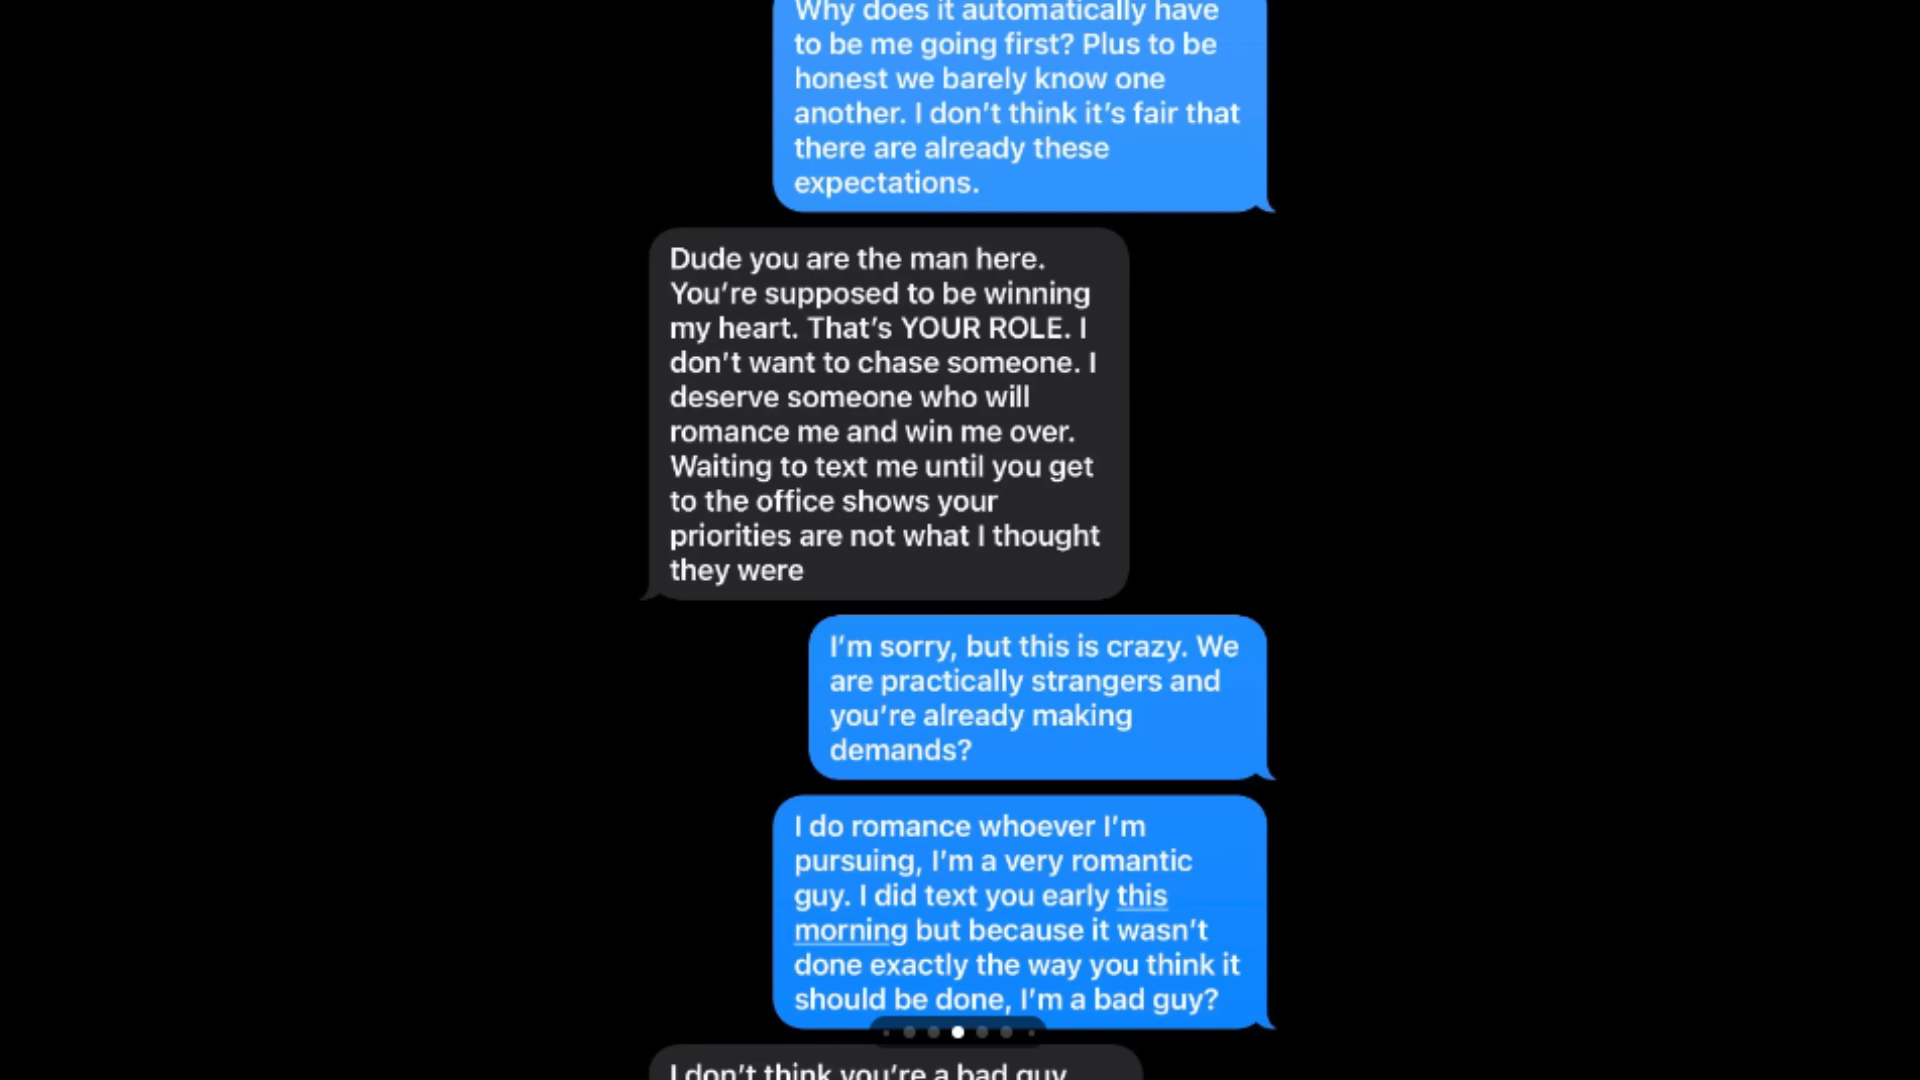 Why does it automatically have
to be me going first? Plus to be
honest we barely know one
another. I don’t think it’s fair that
there are already these
expectations.
Dude you are the man here.
You’re supposed to be winning
my heart. That’s YOUR ROLE. I
don’t want to chase someone. I
deserve someone who will
romance me and win me over.
Waiting to text me until you get
to the office shows your
priorities are not what I thought
they were
I’m sorry, but this is crazy. We
are practically strangers and
you’re already making
demands?
I do romance whoever I’m
pursuing, I’m a very romantic
guy. I did text you early this
morning but because it wasn’t
done exactly the way you think it
should be done, I’m a bad guy?
I don’t think you’re a bad guy